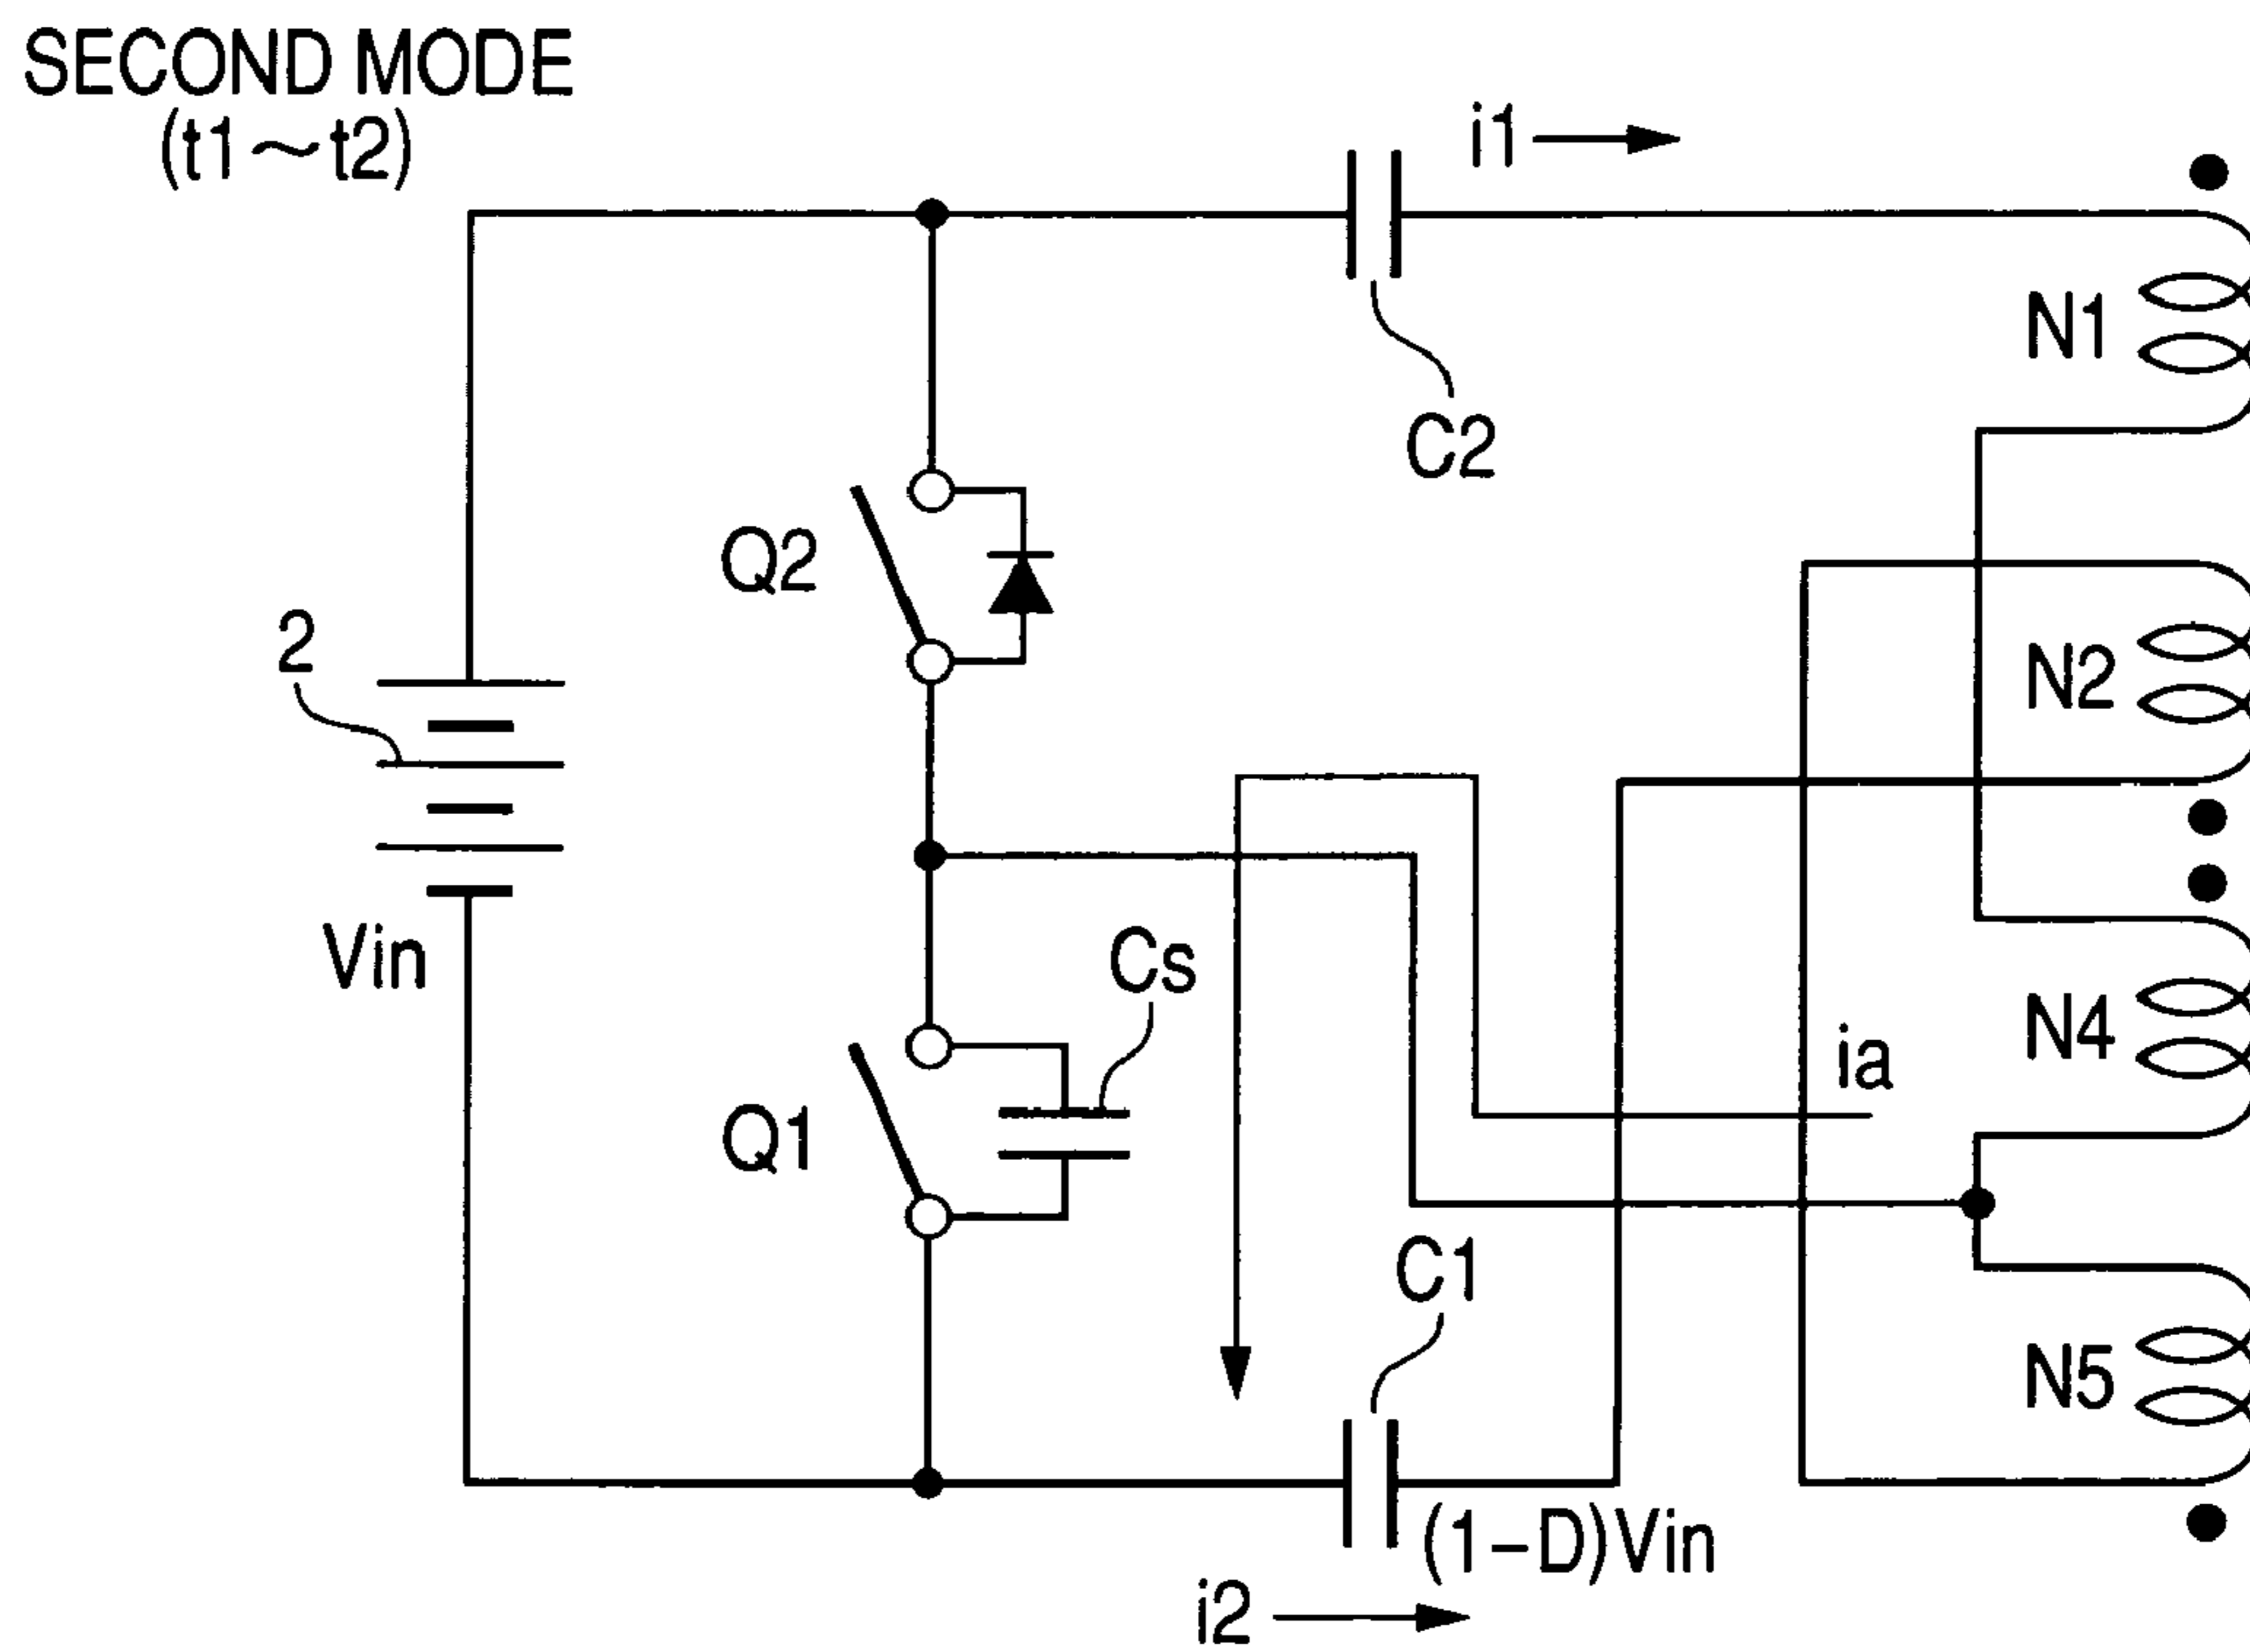 SECOND MODE
(t1～t2)
i1
N1
C2
Q2
2
N2
Vin
Cs
N4
ia
Q1
C1
N5
(1−D)Vin
i2